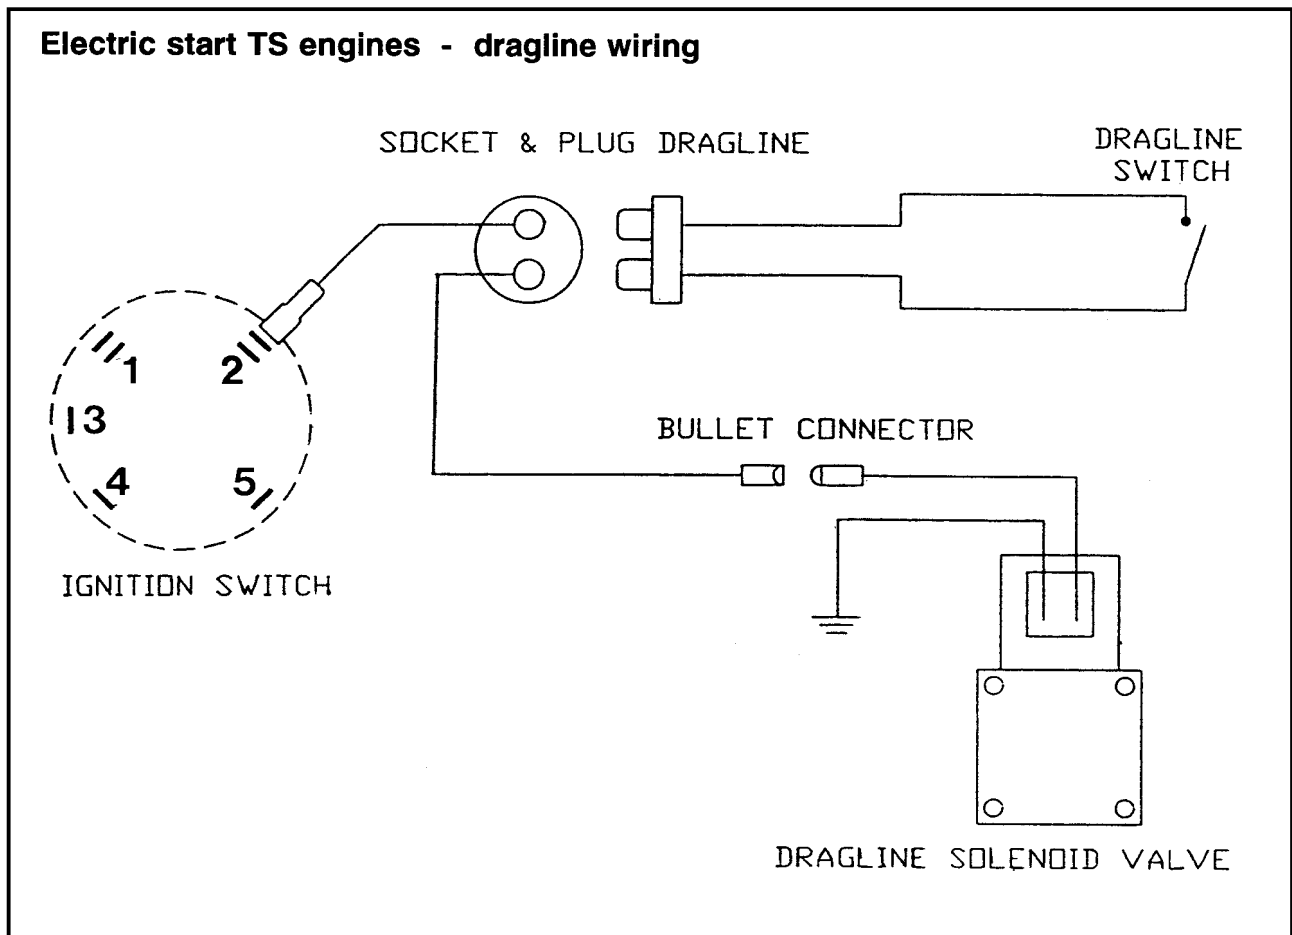 Electric start TS engines - dragline wiring
SOCKET & PLUG DRAGLINE
DRAGLINE
SWITCH
1
2
3
4
5
IGNITION SWITCH
BULLET CONNECTOR
DRAGLINE SOLENOID VALVE